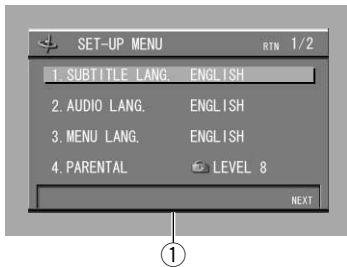 SET-UP MENU RTN 1/2
1. SUBTITLE LANG. ENGLISH
2. AUDIO LANG. ENGLISH
3. MENU LANG. ENGLISH
4. PARENTAL LEVEL 8
NEXT
①